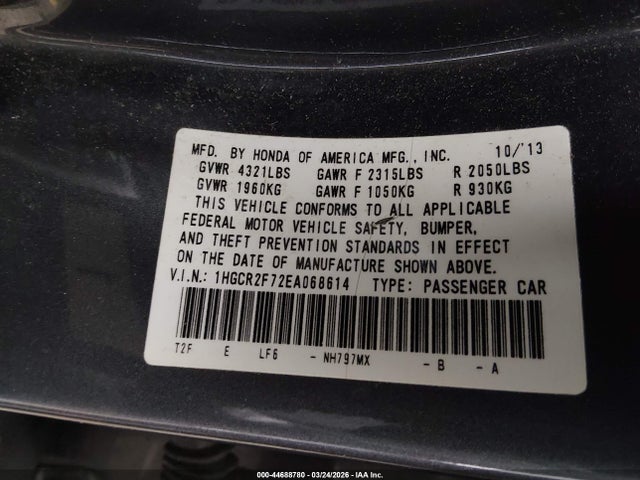 MFD. BY HONDA OF AMERICA MFG., INC. 10/'13
GVWR 4321LBS GAWR F 2315LBS R 2050LBS
GVWR 1960KG GAWR F 1050KG R 930KG
THIS VEHICLE CONFORMS TO ALL APPLICABLE
FEDERAL MOTOR VEHICLE SAFETY, BUMPER,
AND THEFT PREVENTION STANDARDS IN EFFECT
ON THE DATE OF MANUFACTURE SHOWN ABOVE.
V.I.N.: 1HGCR2F72EA068614 TYPE: PASSENGER CAR
T2F E LF6 - NH797MX - B - A
000-44688780 - 03/24/2026 - IAA Inc.